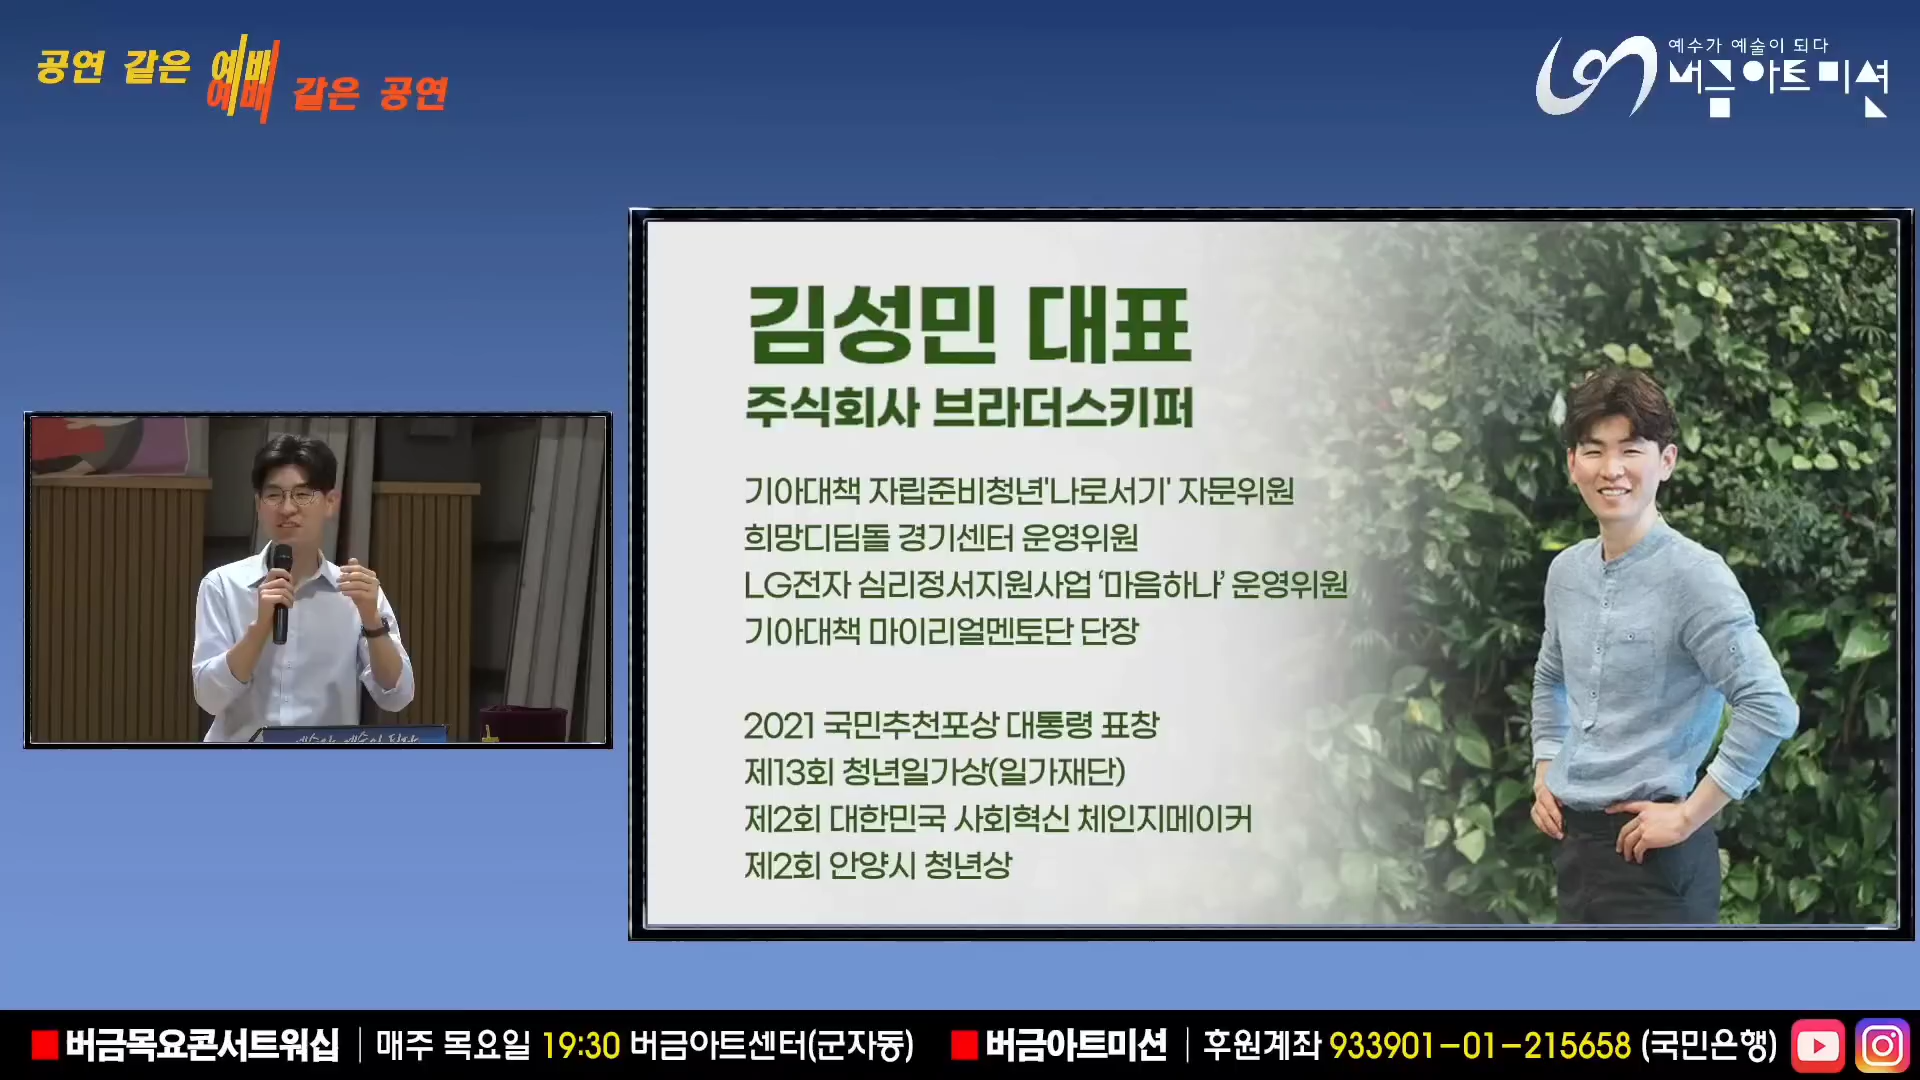 공연 같은 예배
예배 같은 공연
예수가 예술이 되다
버금아트미션
김성민 대표
주식회사 브라더스키퍼
기아대책 자립준비청년'나로서기' 자문위원
희망디딤돌 경기센터 운영위원
LG전자 심리정서지원사업 ‘마음하나’ 운영위원
기아대책 마이리얼멘토단 단장
2021 국민추천포상 대통령 표창
제13회 청년일가상(일가재단)
제2회 대한민국 사회혁신 체인지메이커
제2회 안양시 청년상
예수가 예술이 되다
버금목요콘서트워십 | 매주 목요일 19:30 버금아트센터(군자동) 버금아트미션 | 후원계좌 933901-01-215658 (국민은행)